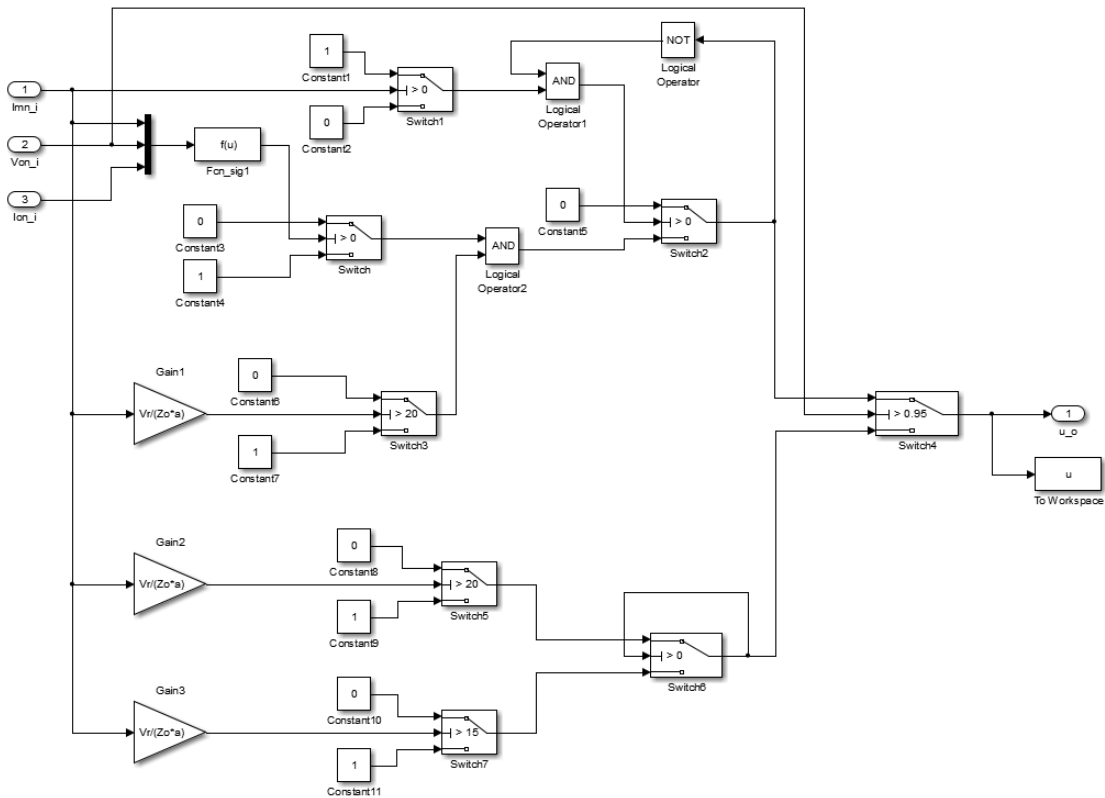 NOT
Logical
Operator
1
Constant1
> 0
Switch1
AND
Logical
Operator1
1
Imn_i
0
Constant2
2
Von_i
f(u)
Fcn_sig1
3
Ion_i
0
Constant3
> 0
Switch
1
Constant4
AND
Logical
Operator2
0
Constant5
> 0
Switch2
Gain1
Vr/(Zo*a)
0
Constant6
> 20
Switch3
1
Constant7
> 0.95
Switch4
1
u_o
u
To Workspace
Gain2
Vr/(Zo*a)
0
Constant8
> 20
Switch5
1
Constant9
> 0
Switch6
Gain3
Vr/(Zo*a)
0
Constant10
> 15
Switch7
1
Constant11